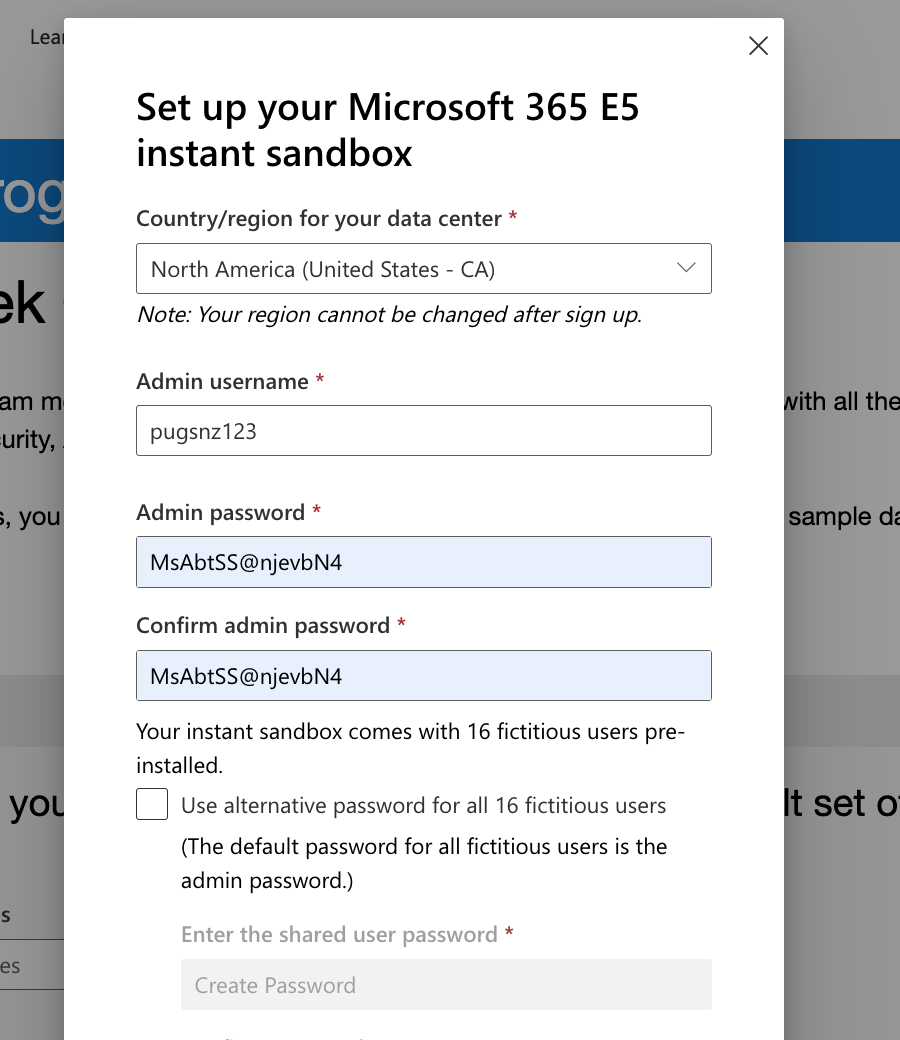 Lear
Set up your Microsoft 365 E5
instant sandbox
Country/region for your data center *
North America (United States - CA)
Note: Your region cannot be changed after sign up.
Admin username *
pugsnz123
Admin password *
MsAbtSS@njevbN4
Confirm admin password *
MsAbtSS@njevbN4
Your instant sandbox comes with 16 fictitious users pre-
installed.
Use alternative password for all 16 fictitious users
(The default password for all fictitious users is the
admin password.)
Enter the shared user password *
Create Password
rog
ek
am m
with all the
urity,
s, you
sample da
you
lt set of
s
es